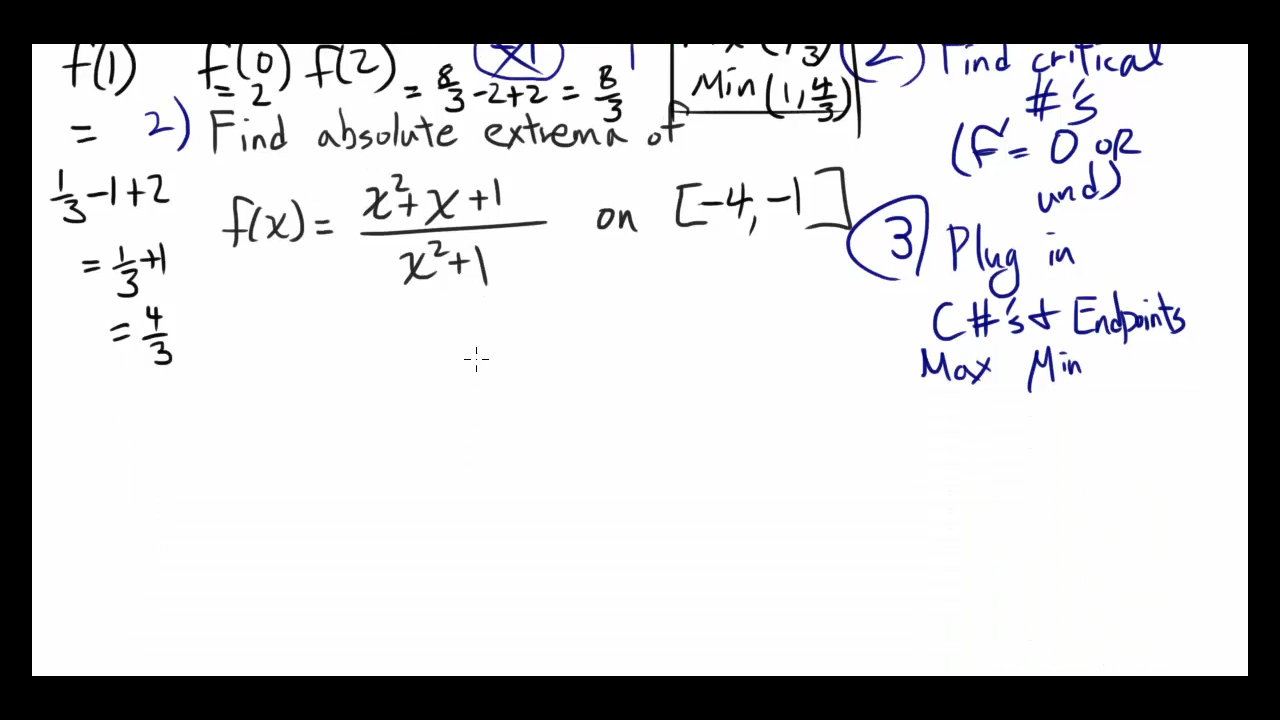 f(1) f(0) f(2)
= 2
= 8/3 -2+2 = 8/3
Min (1, 4/3)
=
1/3 -1+2
= 1/3 +1
= 4/3
2) Find absolute extrema of
f(x) = (x²+x+1)/(x²+1) on [-4,-1]
(2) Find critical
#'s
(f' = 0 OR
und)
3 Plug in
C#'s + Endpoints
Max Min